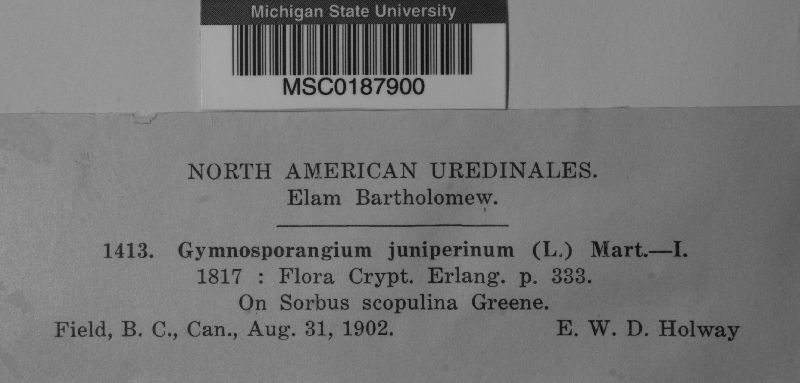 Michigan State University
MSC0187900
NORTH AMERICAN UREDINALES.
Elam Bartholomew.
1413. Gymnosporangium juniperinum (L.) Mart.—I.
1817 : Flora Crypt. Erlang. p. 333.
On Sorbus scopulina Greene.
Field, B. C., Can., Aug. 31, 1902. E. W. D. Holway